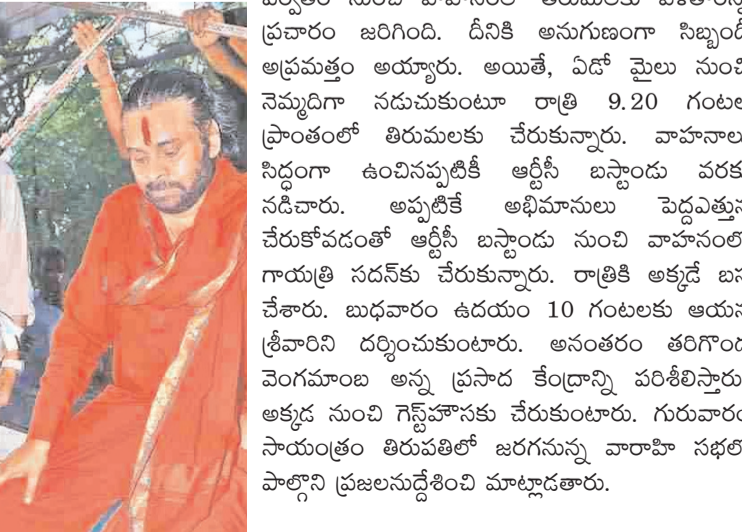 ప్రచారం జరిగింది. దీనికి అనుగుణంగా సిబ్బంది
అప్రమత్తం అయ్యారు. అయితే, ఏడో మైలు నుంచి
నెమ్మదిగా నడుచుకుంటూ రాత్రి 9.20 గంటల
ప్రాంతంలో తిరుమలకు చేరుకున్నారు. వాహనాలు
సిద్ధంగా ఉంచినప్పటికీ ఆర్టీసీ బస్టాండు వరకు
నడిచారు. అప్పటికే అభిమానులు పెద్దఎత్తున
చేరుకోవడంతో ఆర్టీసీ బస్టాండు నుంచి వాహనంలో
గాయత్రి సదన్‌కు చేరుకున్నారు. రాత్రికి అక్కడే బస
చేశారు. బుధవారం ఉదయం 10 గంటలకు ఆయన
శ్రీవారిని దర్శించుకుంటారు. అనంతరం తరిగొండ
వెంగమాంబ అన్న ప్రసాద కేంద్రాన్ని పరిశీలిస్తారు.
అక్కడ నుంచి గెస్ట్‌హౌసకు చేరుకుంటారు. గురువారం
సాయంత్రం తిరుపతిలో జరగనున్న వారాహి సభలో
పాల్గొని ప్రజలనుద్దేశించి మాట్లాడతారు.